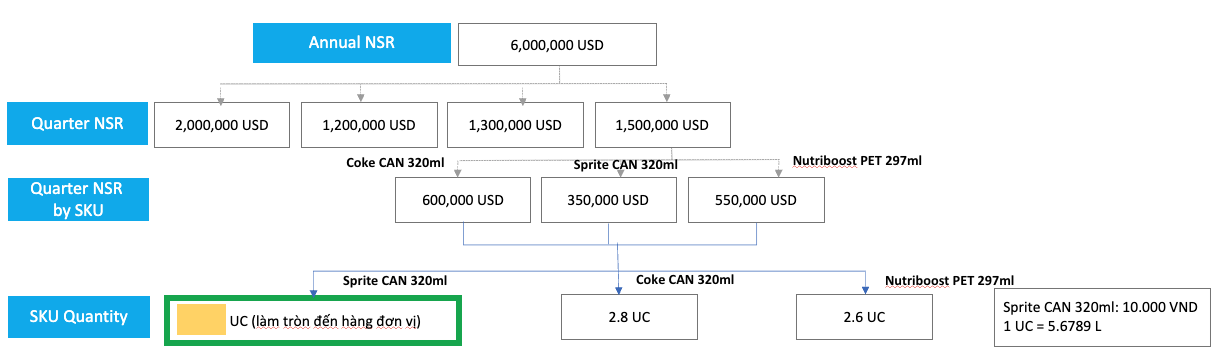 Annual NSR
6,000,000 USD
Quarter NSR
2,000,000 USD
1,200,000 USD
1,300,000 USD
1,500,000 USD
Coke CAN 320ml
Sprite CAN 320ml
Nutriboost PET 297ml
Quarter NSR
by SKU
600,000 USD
350,000 USD
550,000 USD
Sprite CAN 320ml
Coke CAN 320ml
Nutriboost PET 297ml
SKU Quantity
UC (làm tròn đến hàng đơn vị)
2.8 UC
2.6 UC
Sprite CAN 320ml: 10.000 VND
1 UC = 5.6789 L